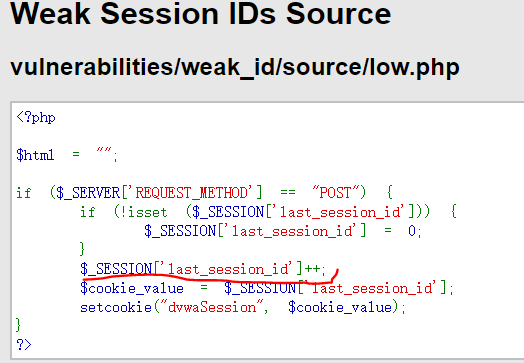 Weak Session IDs Source
vulnerabilities/weak_id/source/low.php
<?php
$html = "";
if ($_SERVER['REQUEST_METHOD'] == "POST") {
if (!isset ($_SESSION['last_session_id'])) {
$_SESSION['last_session_id'] = 0;
}
$_SESSION['last_session_id']++;
$cookie_value = $_SESSION['last_session_id'];
setcookie("dvwaSession", $cookie_value);
}
?>